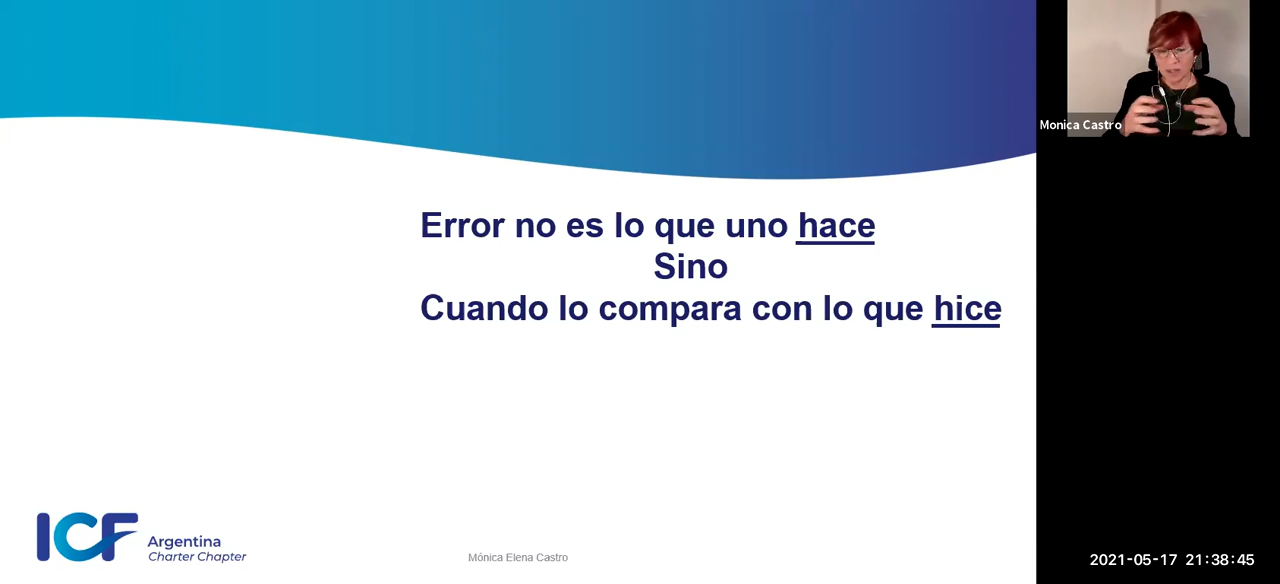 Monica Castro
Error no es lo que uno hace
Sino
Cuando lo compara con lo que hice
ICF Argentina
Charter Chapter
Mónica Elena Castro
2021-05-17 21:38:45